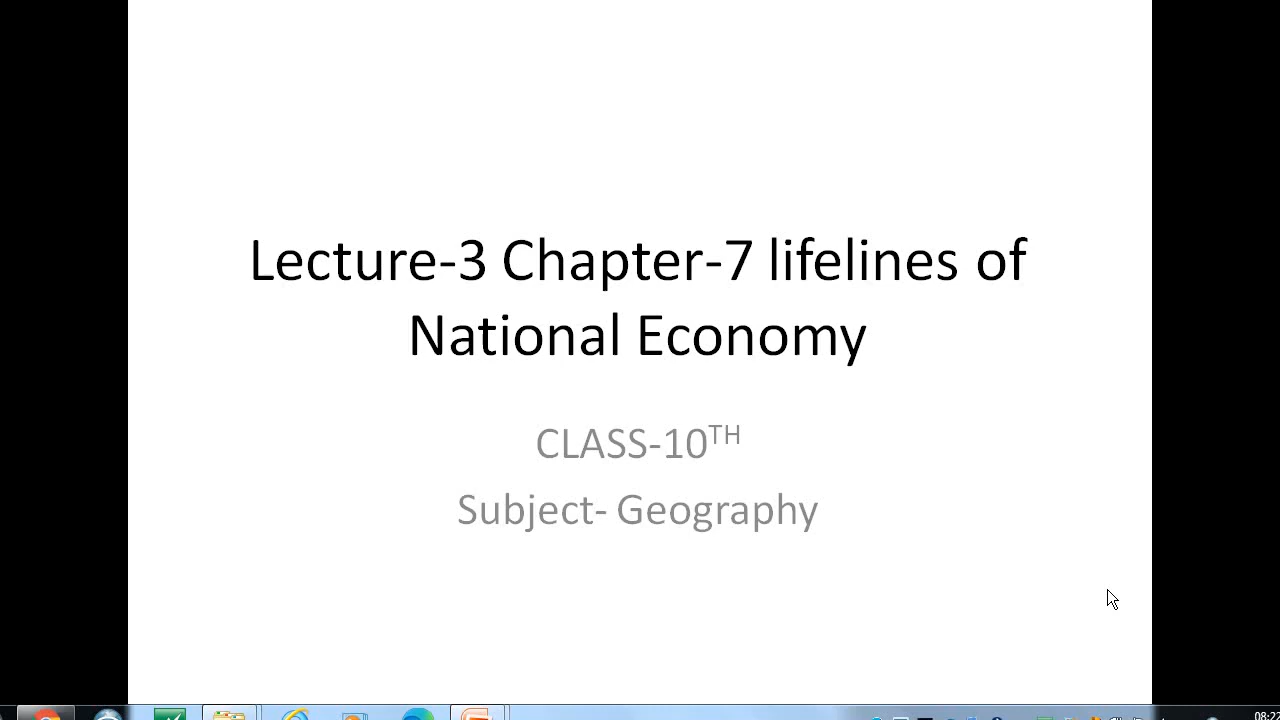 Lecture-3 Chapter-7 lifelines of
National Economy
CLASS-10TH
Subject- Geography